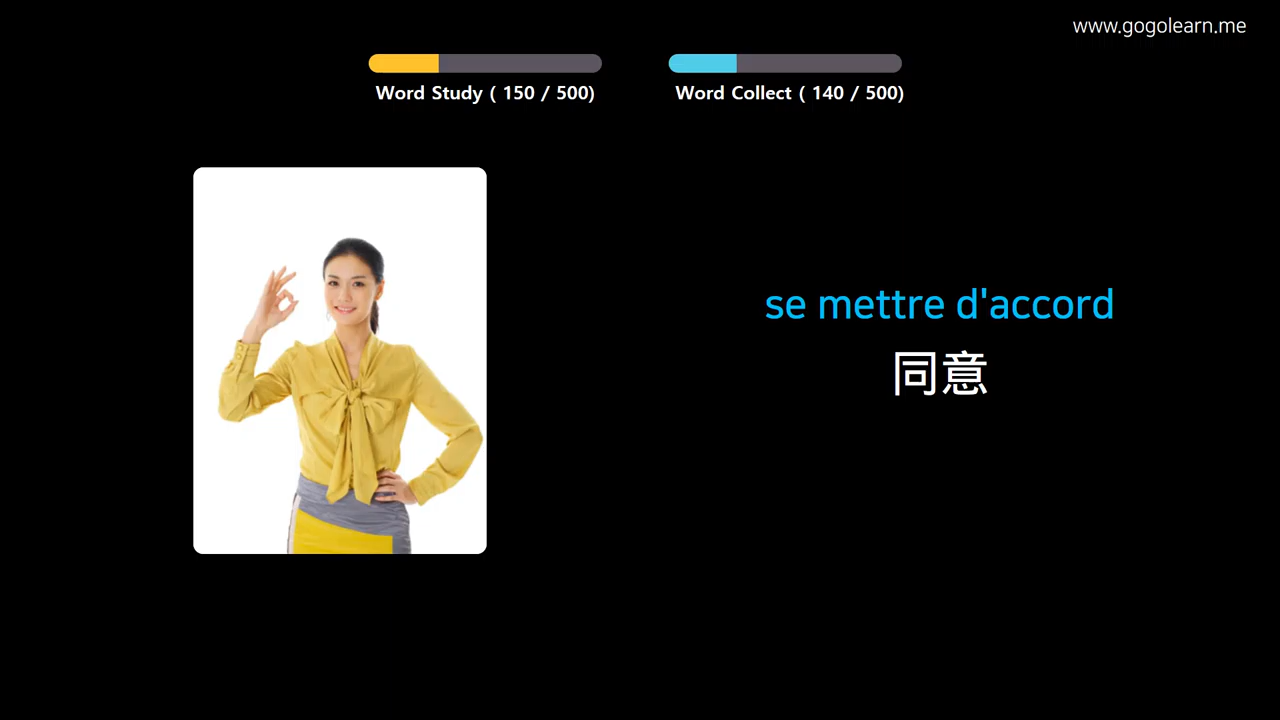 www.gogolearn.me
Word Study ( 150 / 500)
Word Collect ( 140 / 500)
se mettre d'accord
同意